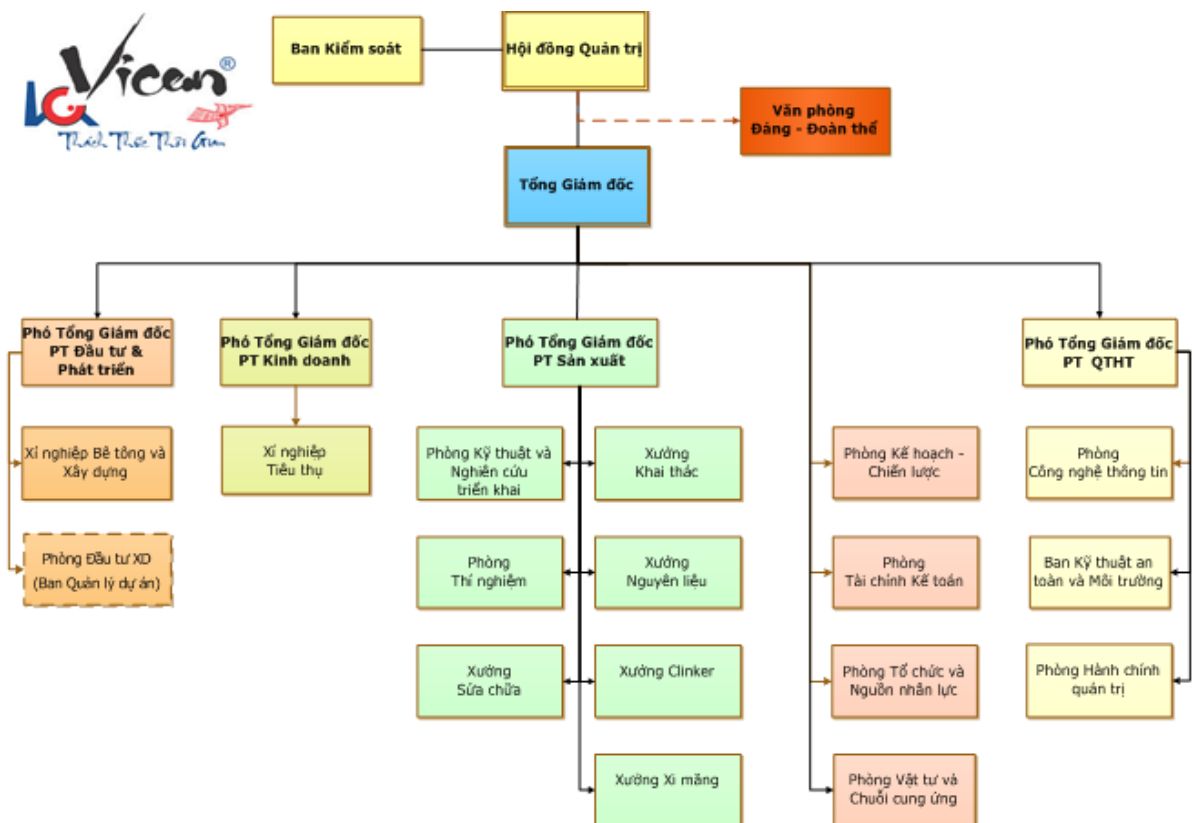 Vicem®
LQ
Thách Thức Thời Gian
Ban Kiểm soát
Hội đồng Quản trị
Văn phòng
Đảng - Đoàn thể
Tổng Giám đốc
Phó Tổng Giám đốc
PT Đầu tư &
Phát triển
Phó Tổng Giám đốc
PT Kinh doanh
Phó Tổng Giám đốc
PT Sản xuất
Phó Tổng Giám đốc
PT QTHT
Xí nghiệp Bê tông và
Xây dựng
Xí nghiệp
Tiêu thụ
Phòng Kỹ thuật và
Nghiên cứu
triển khai
Xưởng
Khai thác
Phòng Kế hoạch -
Chiến lược
Phòng
Công nghệ thông tin
Phòng Đầu tư XD
(Ban Quản lý dự án)
Phòng
Thí nghiệm
Xưởng
Nguyên liệu
Phòng
Tài chính Kế toán
Ban Kỹ thuật an
toàn và Môi trường
Xưởng
Sửa chữa
Xưởng Clinker
Phòng Tổ chức và
Nguồn nhân lực
Phòng Hành chính
quản trị
Xưởng Xi măng
Phòng Vật tư và
Chuỗi cung ứng